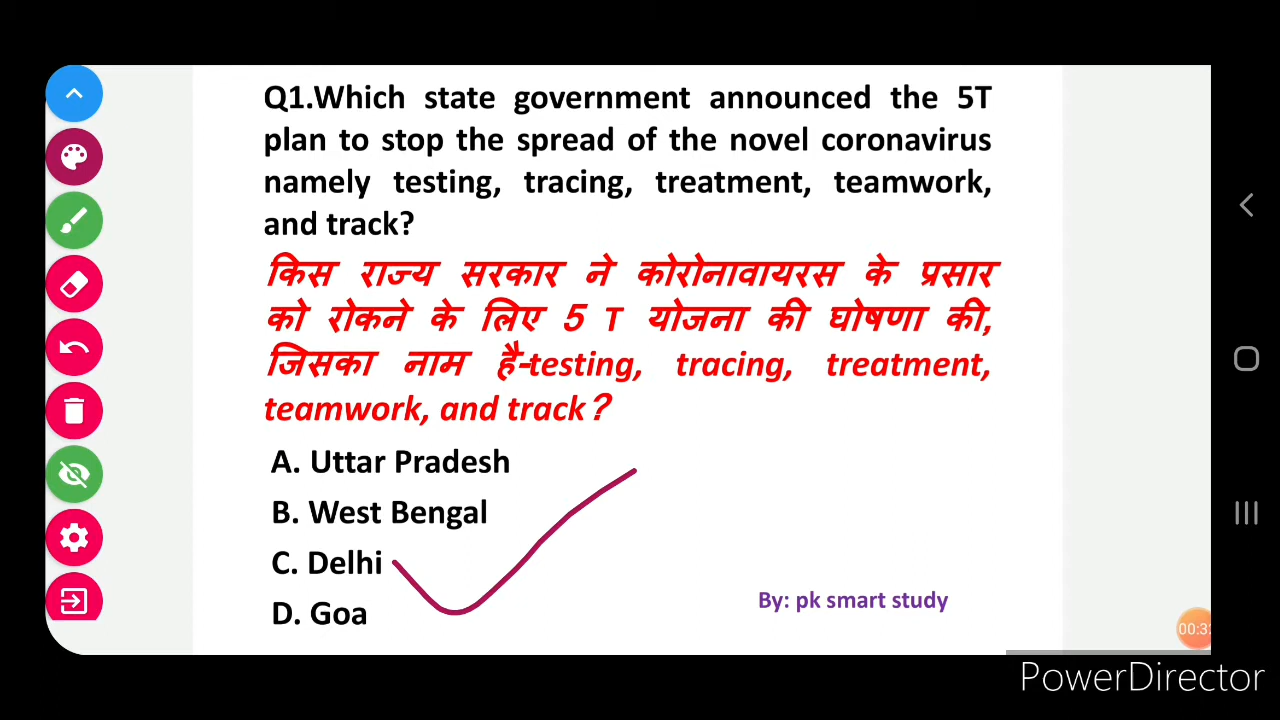 Q1.Which state government announced the 5T
plan to stop the spread of the novel coronavirus
namely testing, tracing, treatment, teamwork,
and track?
किस राज्य सरकार ने कोरोनावायरस के प्रसार
को रोकने के लिए 5 T योजना की घोषणा की,
जिसका नाम है-testing, tracing, treatment,
teamwork, and track?
A. Uttar Pradesh
B. West Bengal
C. Delhi
D. Goa
By: pk smart study
PowerDirector